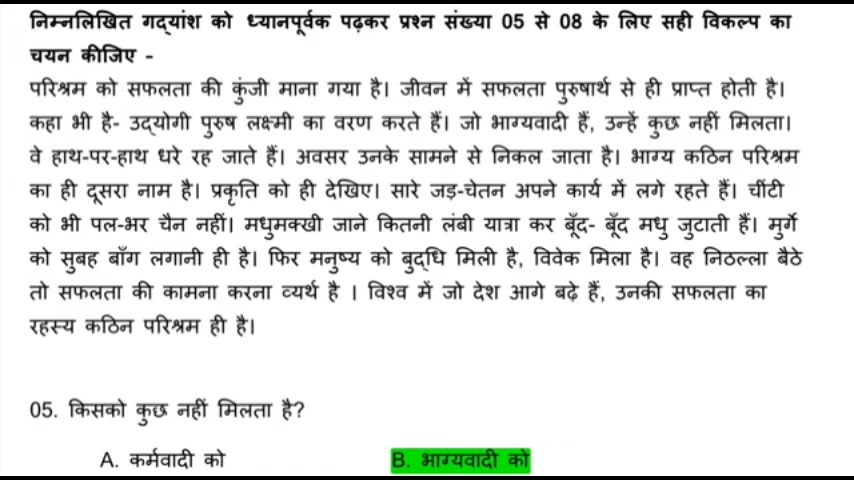 निम्नलिखित गद्यांश को ध्यानपूर्वक पढ़कर प्रश्न संख्या 05 से 08 के लिए सही विकल्प का
चयन कीजिए -
परिश्रम को सफलता की कुंजी माना गया है। जीवन में सफलता पुरुषार्थ से ही प्राप्त होती है।
कहा भी है- उद्योगी पुरुष लक्ष्मी का वरण करते हैं। जो भाग्यवादी हैं, उन्हें कुछ नहीं मिलता।
वे हाथ-पर-हाथ धरे रह जाते हैं। अवसर उनके सामने से निकल जाता है। भाग्य कठिन परिश्रम
का ही दूसरा नाम है। प्रकृति को ही देखिए। सारे जड़-चेतन अपने कार्य में लगे रहते हैं। चींटी
को भी पल-भर चैन नहीं। मधुमक्खी जाने कितनी लंबी यात्रा कर बूँद- बूँद मधु जुटाती हैं। मुर्गे
को सुबह बाँग लगानी ही है। फिर मनुष्य को बुद्धि मिली है, विवेक मिला है। वह निठल्ला बैठे
तो सफलता की कामना करना व्यर्थ है । विश्व में जो देश आगे बढ़े हैं, उनकी सफलता का
रहस्य कठिन परिश्रम ही है।
05. किसको कुछ नहीं मिलता है?
A. कर्मवादी को B. भाग्यवादी को